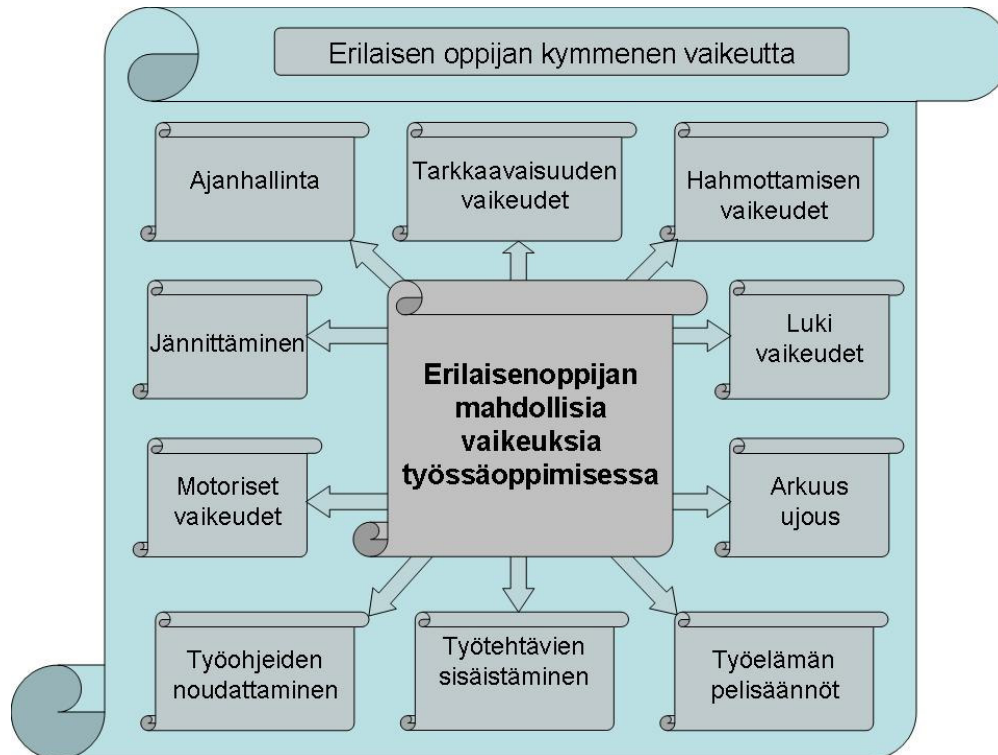 Erilaisen oppijan kymmenen vaikeutta
Ajanhallinta
Tarkkaavaisuuden
vaikeudet
Hahmottamisen
vaikeudet
Jännittäminen
Erilaisenoppijan
mahdollisia
vaikeuksia
työssäoppimisessa
Luki
vaikeudet
Motoriset
vaikeudet
Arkuus
ujous
Työohjeiden
noudattaminen
Työtehtävien
sisäistäminen
Työelämän
pelisäännöt